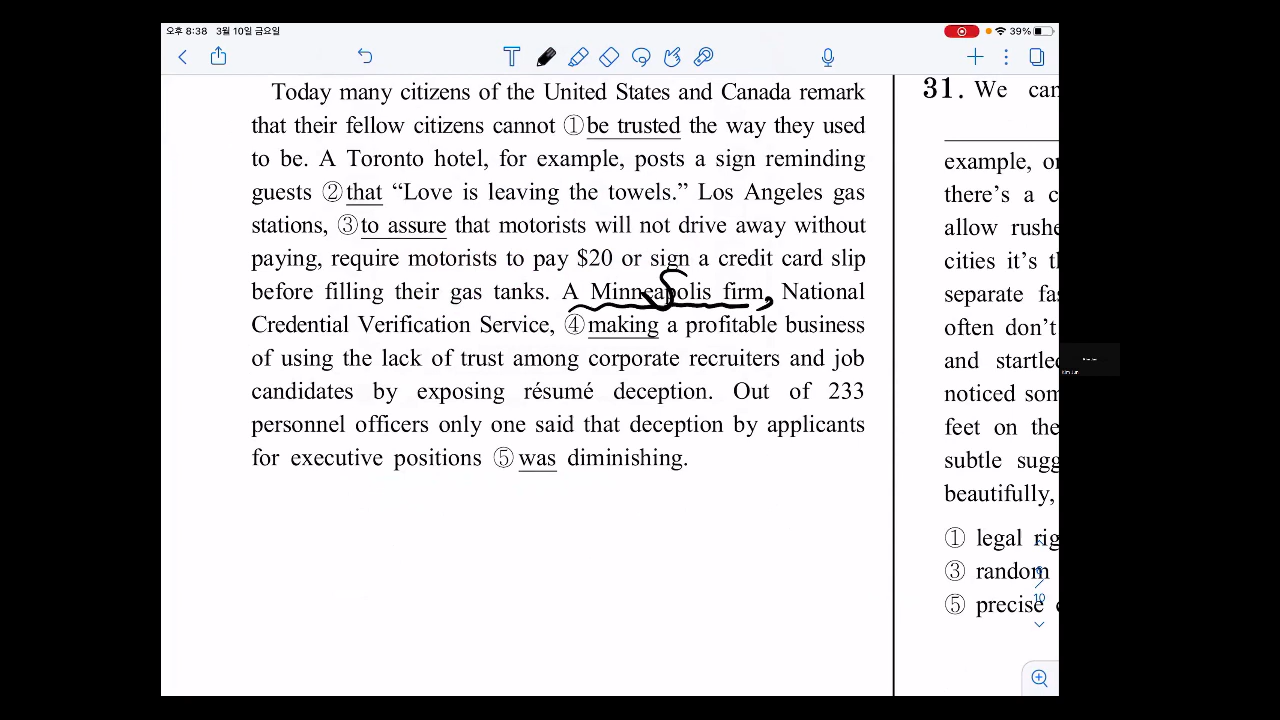 오후 8:38 3월 10일 금요일
39%
Today many citizens of the United States and Canada remark
that their fellow citizens cannot ①be trusted the way they used
to be. A Toronto hotel, for example, posts a sign reminding
guests ②that “Love is leaving the towels.” Los Angeles gas
stations, ③to assure that motorists will not drive away without
paying, require motorists to pay $20 or sign a credit card slip
before filling their gas tanks. A Minneapolis firm, National
S
Credential Verification Service, ④making a profitable business
of using the lack of trust among corporate recruiters and job
candidates by exposing résumé deception. Out of 233
personnel officers only one said that deception by applicants
for executive positions ⑤was diminishing.
31. We can
example, or
there’s a c
allow rushe
cities it’s th
separate fas
often don’t
and startled
noticed som
feet on the
subtle sugg
beautifully,
① legal rig
③ random
⑤ precise c
10